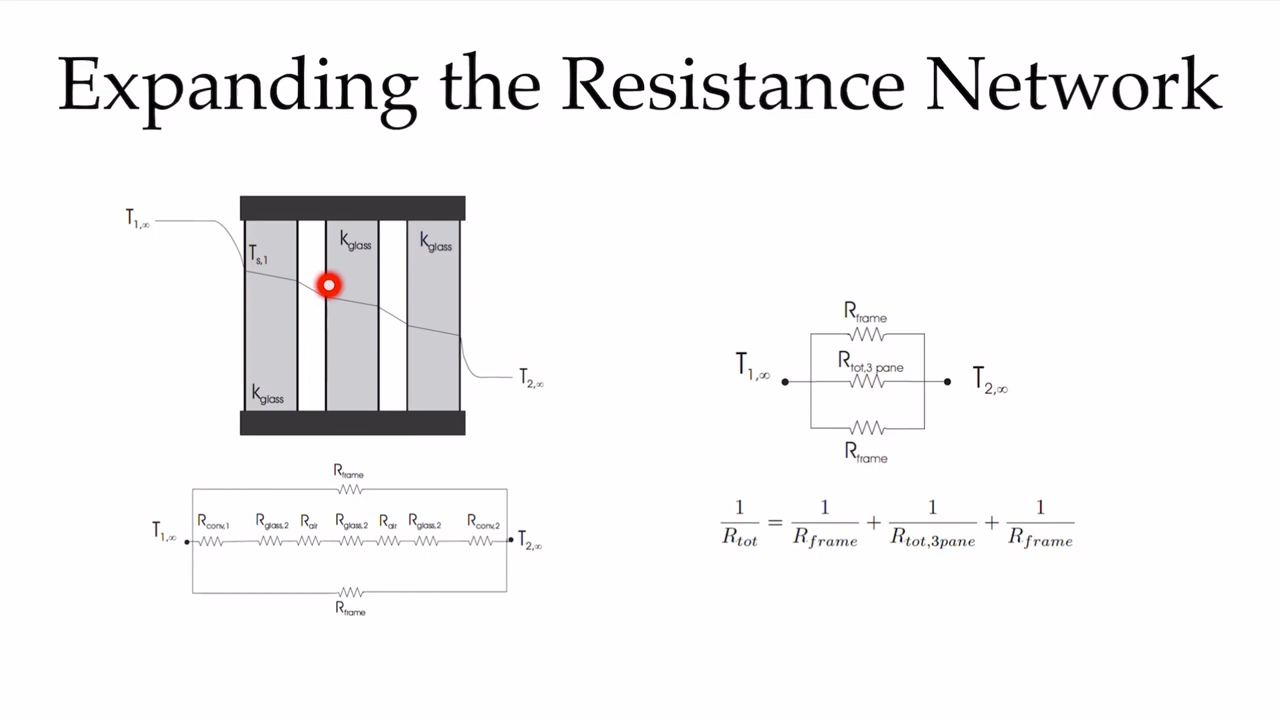 Expanding the Resistance Network
T1,∞
Ts,1
kglass
kglass
kglass
T2,∞
Rframe
T1,∞
Rconv,1
Rglass,2
Rair
Rglass,2
Rair
Rglass,2
Rconv,2
T2,∞
Rframe
Rframe
T1,∞
Rtot,3 pane
T2,∞
Rframe
1/Rtot = 1/Rframe + 1/Rtot,3pane + 1/Rframe